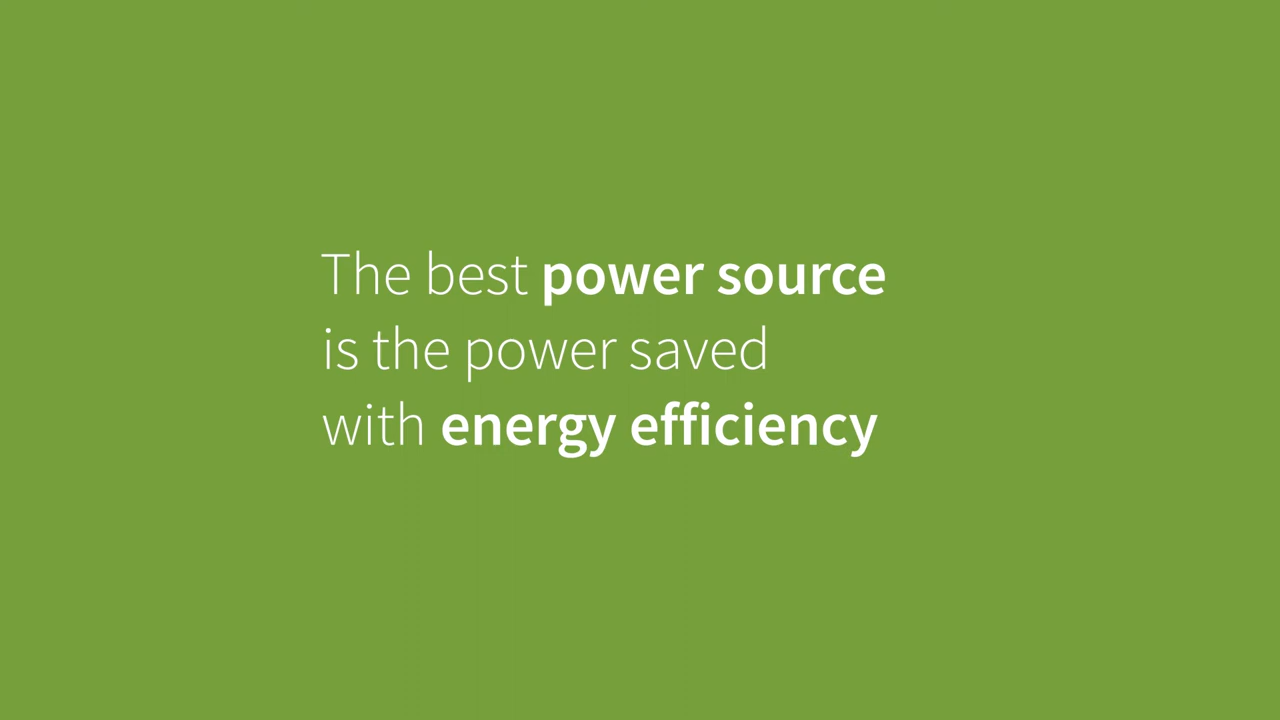 The best power source
is the power saved
with energy efficiency